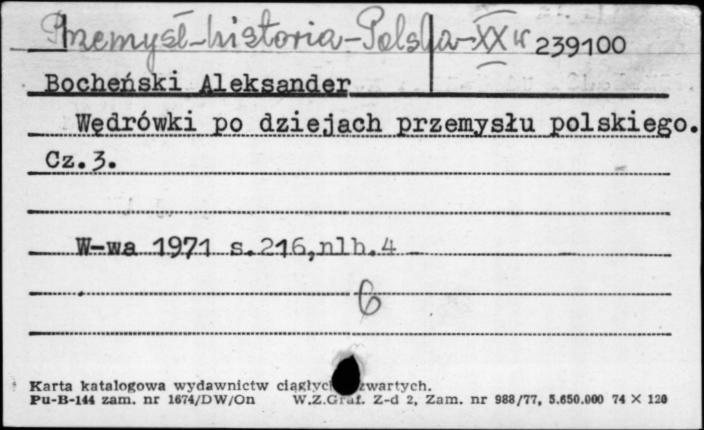 Przemysł-historia-Polska-XX w 239100
Bocheński Aleksander
Wędrówki po dziejach przemysłu polskiego.
Cz.3.
W-wa 1971 s.216,nlb.4
6
Karta katalogowa wydawnictw zwartych.
Pu-B-144 zam. nr 1674/DW/On W.Z.Graf. Z-d 2, Zam. nr 988/77, 5.650.000 74 X 120